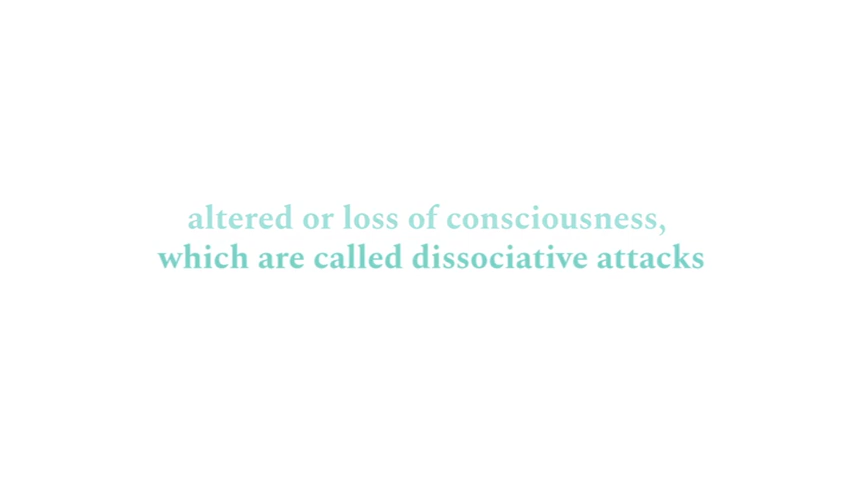 altered or loss of consciousness,
which are called dissociative attacks